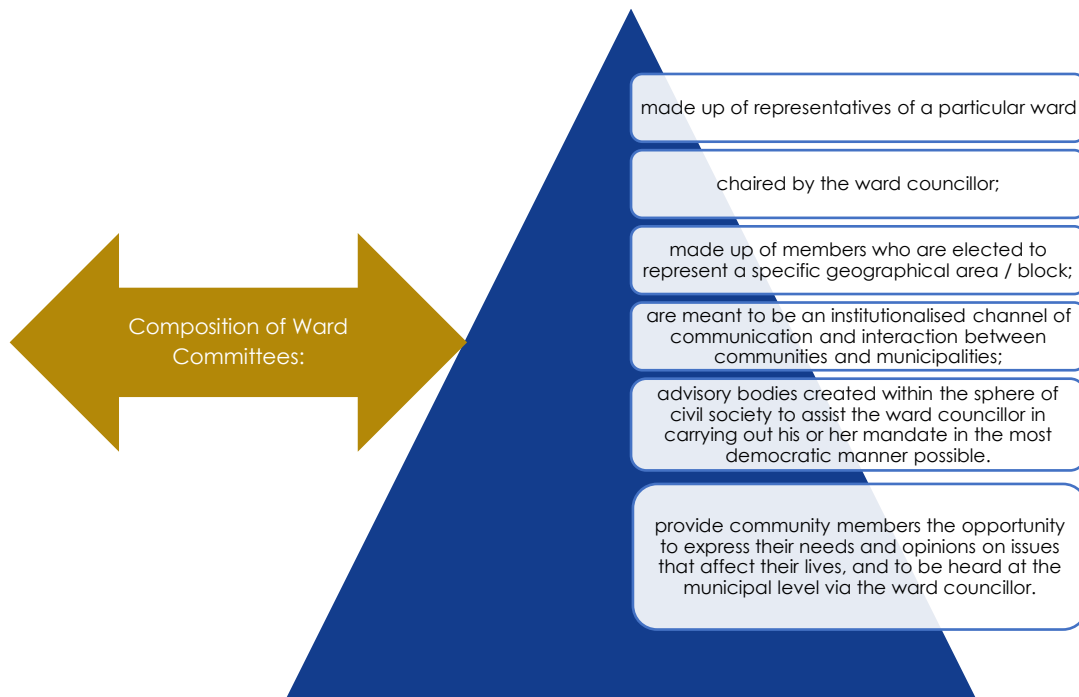 Composition of Ward
Committees:
made up of representatives of a particular ward
chaired by the ward councillor;
made up of members who are elected to
represent a specific geographical area / block;
are meant to be an institutionalised channel of
communication and interaction between
communities and municipalities;
advisory bodies created within the sphere of
civil society to assist the ward councillor in
carrying out his or her mandate in the most
democratic manner possible.
provide community members the opportunity
to express their needs and opinions on issues
that affect their lives, and to be heard at the
municipal level via the ward councillor.